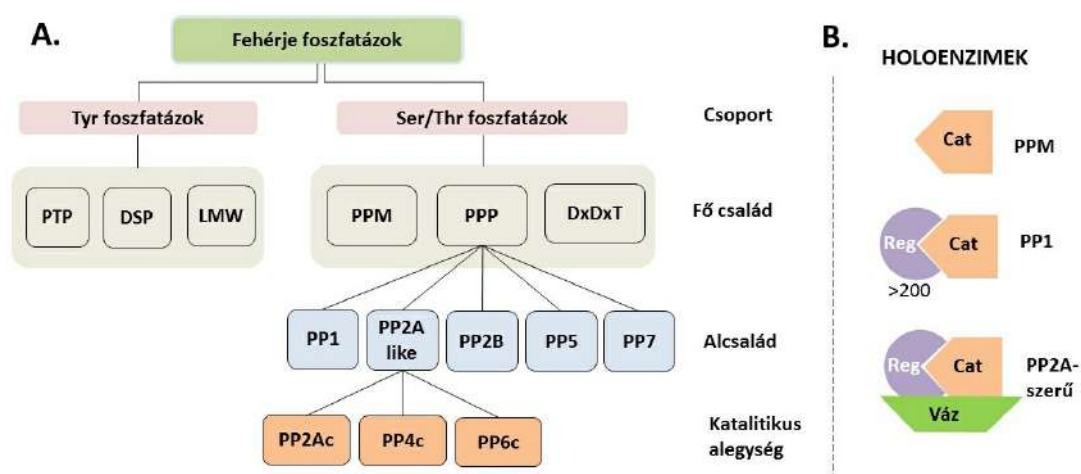 A.
Fehérje foszfatázok
Tyr foszfatázok
Ser/Thr foszfatázok
Csoport
PTP
DSP
LMW
PPM
PPP
DxDxT
Fő család
PP1
PP2A
like
PP2B
PP5
PP7
Alcsalád
PP2Ac
PP4c
PP6c
Katalitikus
alegység
B.
HOLOENZIMEK
Cat
PPM
Reg
Cat
PP1
>200
Reg
Cat
PP2A-
szerű
Váz